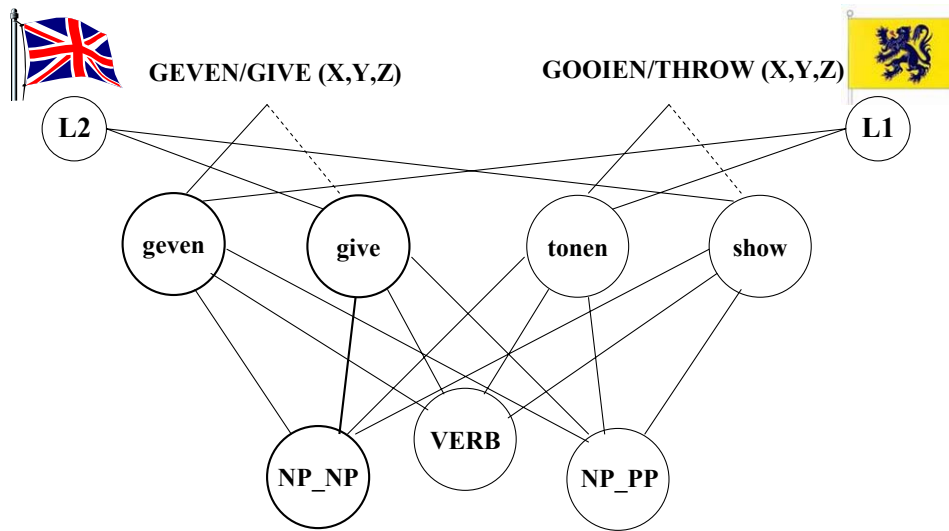 GEVEN/GIVE (X,Y,Z)
GOOIEN/THROW (X,Y,Z)
L2
L1
geven
give
tonen
show
VERB
NP_NP
NP_PP